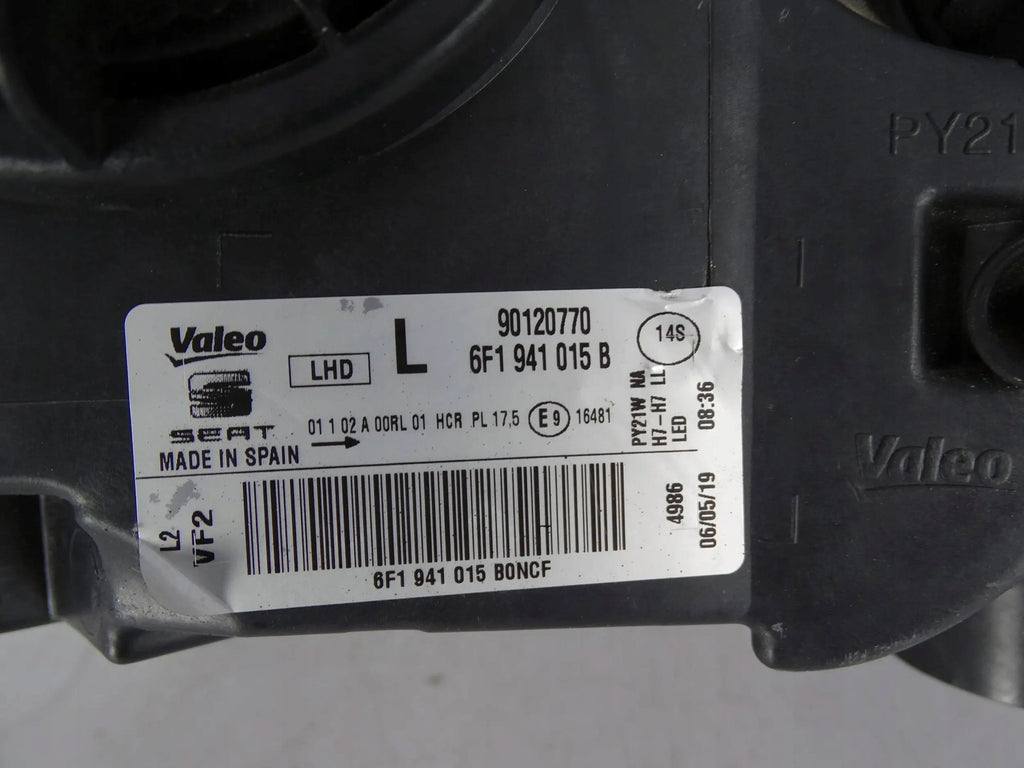 PY21
Valeo
SEAT
MADE IN SPAIN
LHD
L
90120770
6F1 941 015 B
14S
01 1 02 A 00RL 01 HCR PL 17,5 E9 16481
PY21W NA
H7-H7 LL
LED
08:36
L2
VF2
6F1 941 015 B0NCF
4986
06/05/19
Valeo